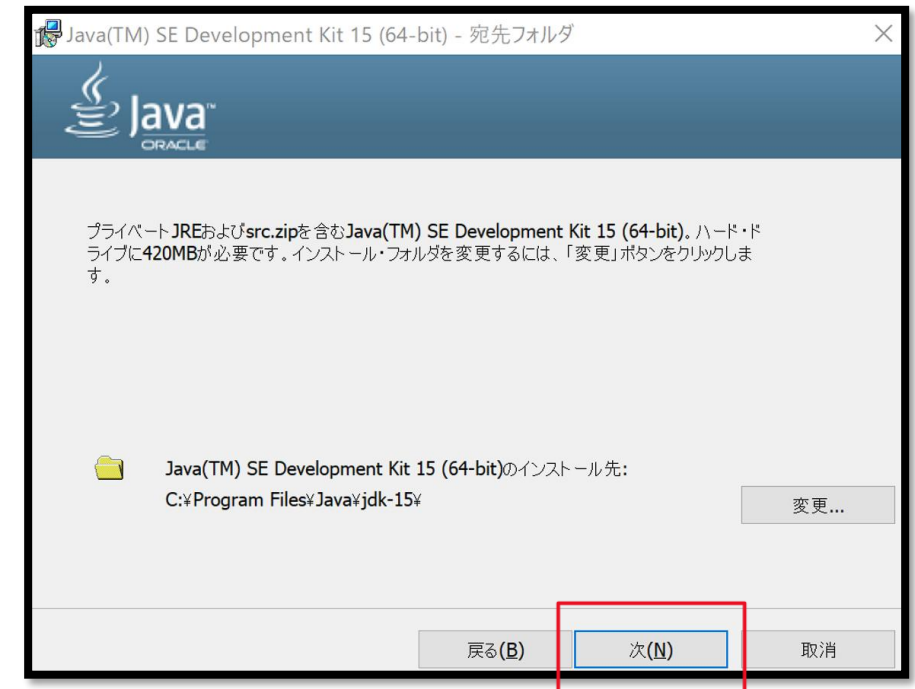 Java(TM) SE Development Kit 15 (64-bit) - 宛先フォルダ
Java™
ORACLE
プライベートJREおよびsrc.zipを含むJava(TM) SE Development Kit 15 (64-bit)。ハード・ド
ライブに420MBが必要です。インストール・フォルダを変更するには、「変更」ボタンをクリックしま
す。
Java(TM) SE Development Kit 15 (64-bit)のインストール先:
C:¥Program Files¥Java¥jdk-15¥
変更...
戻る(B)
次(N)
取消